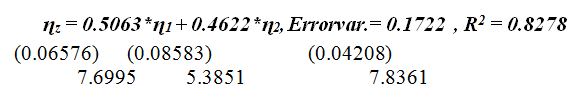 ηz = 0.5063*η1 + 0.4622*η2, Errorvar.= 0.1722 , R² = 0.8278
(0.06576) (0.08583) (0.04208)
7.6995 5.3851 7.8361